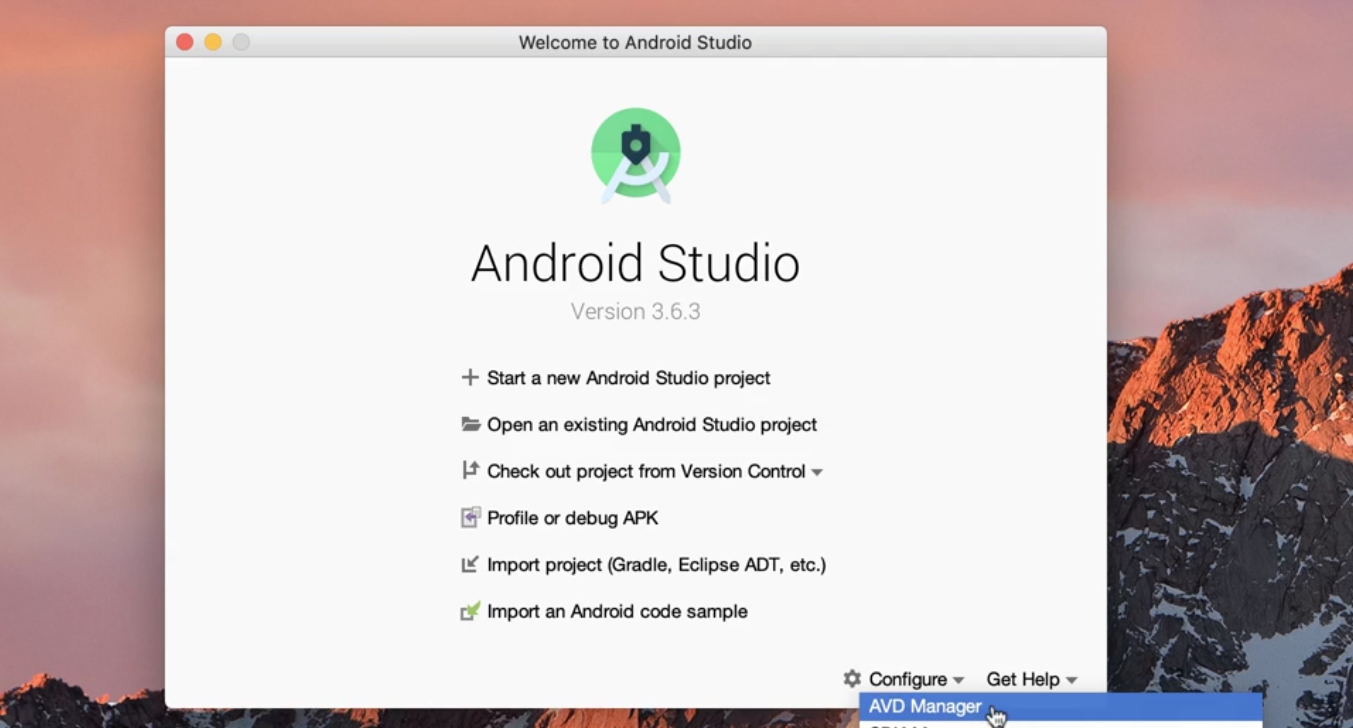 Welcome to Android Studio
Android Studio
Version 3.6.3
Start a new Android Studio project
Open an existing Android Studio project
Check out project from Version Control
Profile or debug APK
Import project (Gradle, Eclipse ADT, etc.)
Import an Android code sample
Configure Get Help
AVD Manager